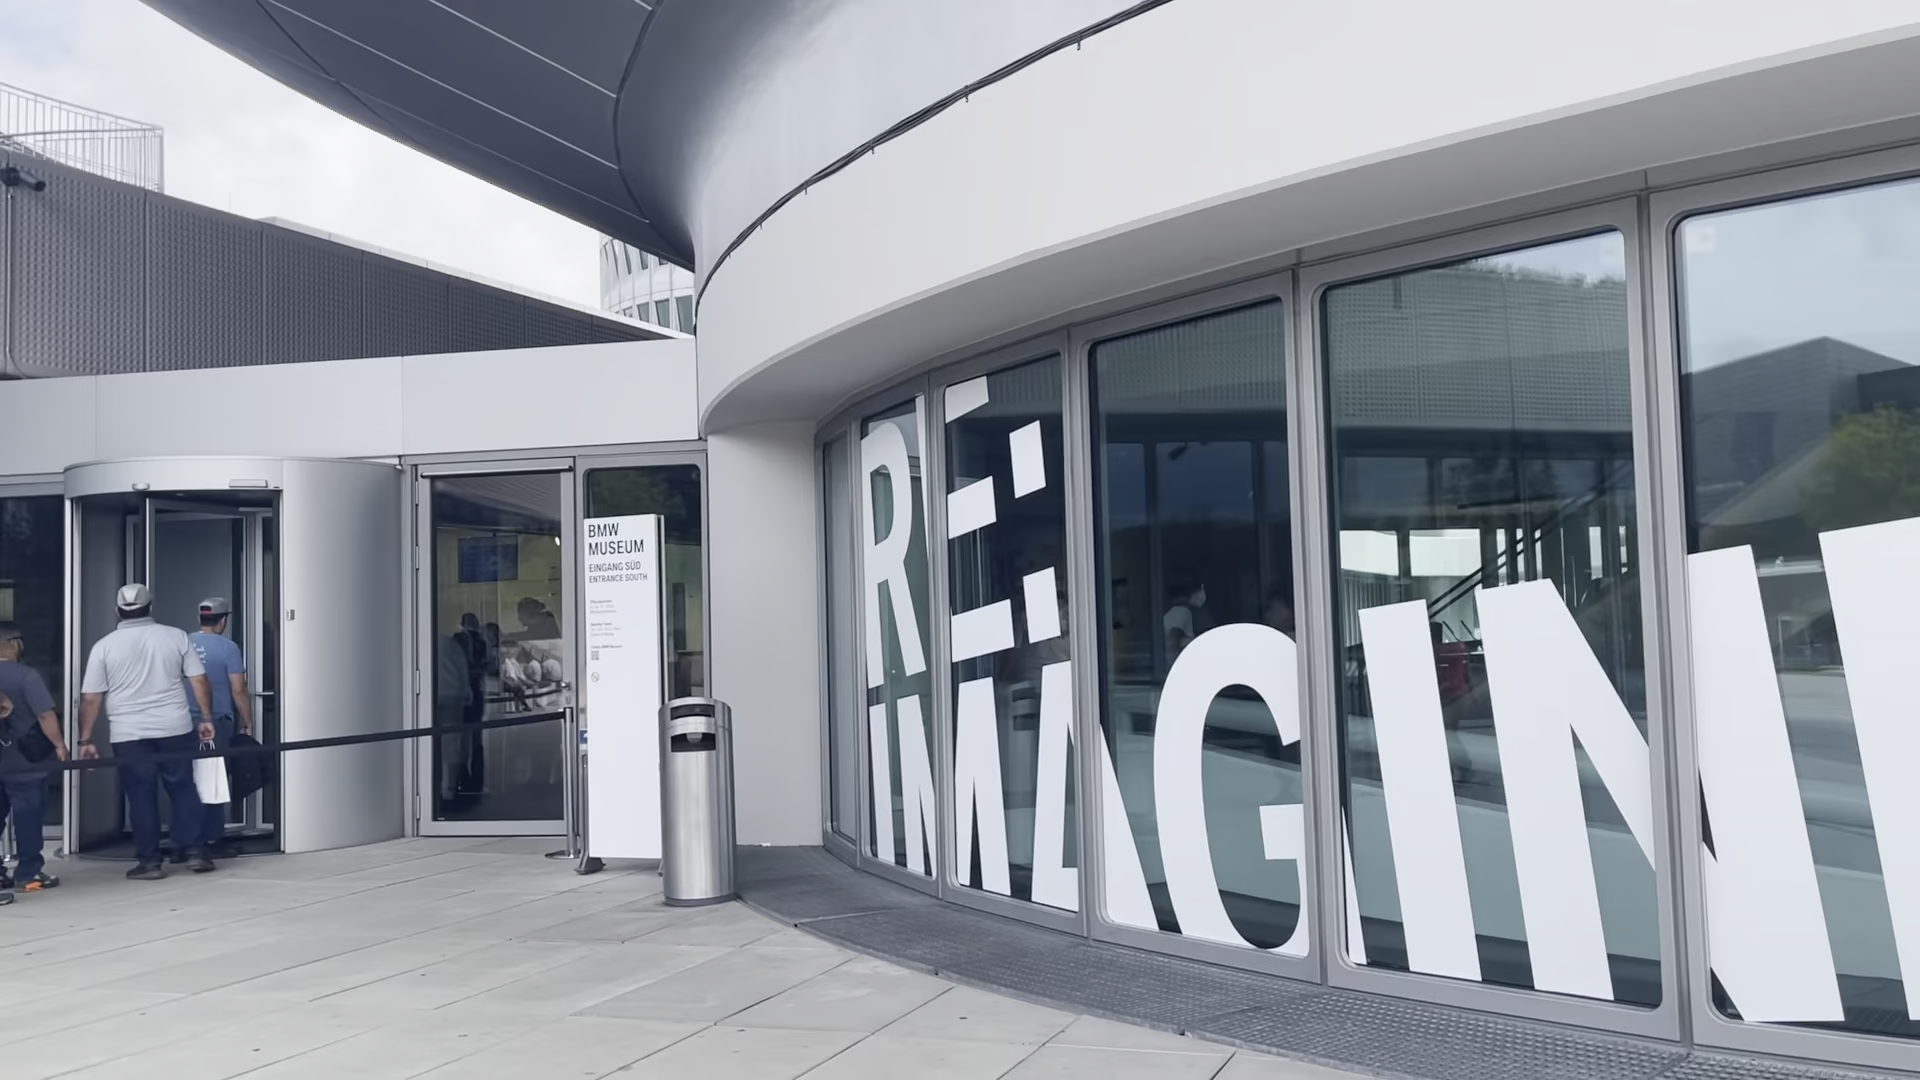 BMW
MUSEUM
EINGANG SÜD
ENTRANCE SOUTH
RE:
IMAGIN